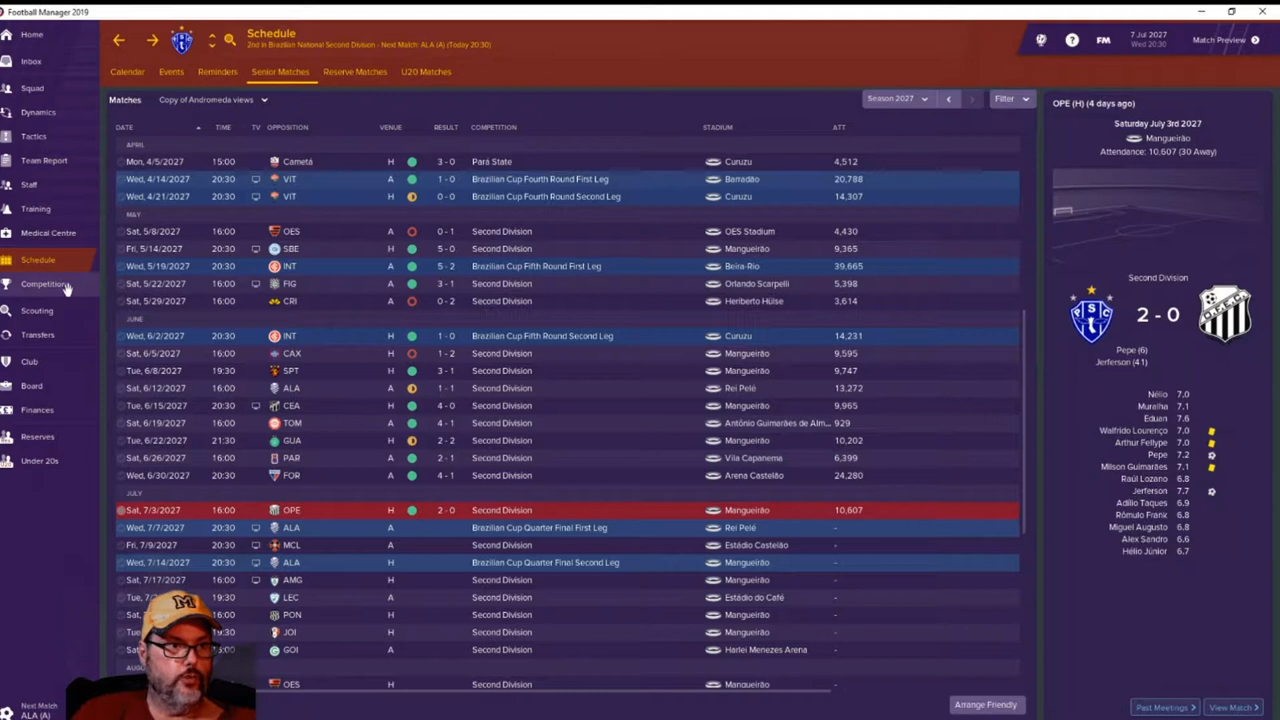 Football Manager 2019
Home
Inbox
Squad
Dynamics
Tactics
Team Report
Staff
Training
Medical Centre
Schedule
Competition
Scouting
Transfers
Club
Board
Finances
Reserves
Under 20s
Next Match
ALA (A)
Schedule
2nd in Brazilian National Second Division - Next Match: ALA (A) (Today 20:30)
FM
7 Jul 2027
Wed 20:30
Match Preview
Calendar Events Reminders Senior Matches Reserve Matches U20 Matches
Matches Copy of Andromeda views Season 2027 Filter
DATE TIME TV OPPOSITION VENUE RESULT COMPETITION STADIUM ATT
APRIL
Mon, 4/5/2027 15:00 Cametá H 3 - 0 Pará State Curuzu 4,512
Wed, 4/14/2027 20:30 VIT A 1 - 0 Brazilian Cup Fourth Round First Leg Barradão 20,788
Wed, 4/21/2027 20:30 VIT H 0 - 0 Brazilian Cup Fourth Round Second Leg Curuzu 14,307
MAY
Sat, 5/8/2027 16:00 OES A 0 - 1 Second Division OES Stadium 4,430
Fri, 5/14/2027 20:30 SBE H 5 - 0 Second Division Mangueirão 9,365
Wed, 5/19/2027 20:30 INT A 5 - 2 Brazilian Cup Fifth Round First Leg Beira-Rio 39,665
Sat, 5/22/2027 16:00 FIG A 3 - 1 Second Division Orlando Scarpelli 5,398
Sat, 5/29/2027 16:00 CRI A 0 - 2 Second Division Heriberto Hülse 3,614
JUNE
Wed, 6/2/2027 20:30 INT H 1 - 0 Brazilian Cup Fifth Round Second Leg Curuzu 14,231
Sat, 6/5/2027 16:00 CAX H 1 - 2 Second Division Mangueirão 9,595
Tue, 6/8/2027 19:30 SPT H 3 - 1 Second Division Mangueirão 9,747
Sat, 6/12/2027 16:00 ALA A 1 - 1 Second Division Rei Pelé 13,272
Tue, 6/15/2027 20:30 CEA H 4 - 0 Second Division Mangueirão 9,965
Sat, 6/19/2027 16:00 TOM A 4 - 1 Second Division Antônio Guimarães de Alm... 929
Tue, 6/22/2027 21:30 GUA H 2 - 2 Second Division Mangueirão 10,202
Sat, 6/26/2027 16:00 PAR A 2 - 1 Second Division Vila Capanema 6,399
Wed, 6/30/2027 20:30 FOR A 4 - 1 Second Division Arena Castelão 24,280
JULY
Sat, 7/3/2027 16:00 OPE H 2 - 0 Second Division Mangueirão 10,607
Wed, 7/7/2027 20:30 ALA A Brazilian Cup Quarter Final First Leg Rei Pelé -
Fri, 7/9/2027 20:30 MCL A Second Division Estádio Castelão -
Wed, 7/14/2027 20:30 ALA H Brazilian Cup Quarter Final Second Leg Mangueirão -
Sat, 7/17/2027 16:00 AMG H Second Division Mangueirão -
Tue, 19:30 LEC A Second Division Estádio do Café -
Sat, 16:00 PON H Second Division Mangueirão -
Tue, JOI H Second Division Mangueirão -
GOI A Second Division Harlei Menezes Arena -
OES H Second Division Mangueirão -
Arrange Friendly
OPE (H) (4 days ago)
Saturday July 3rd 2027
Mangueirão
Attendance: 10,607 (30 Away)
Second Division
2 - 0
Pepe (6)
Jerferson (41)
Nélio 7.0
Muralha 7.1
Eduan 7.6
Walfrido Lourenço 7.0
Arthur Fellype 7.0
Pepe 7.2
Milson Guimarães 7.1
Raúl Lozano 6.8
Jerferson 7.7
Adílio Taques 6.9
Rômulo Frank 6.8
Miguel Augusto 6.8
Alex Sandro 6.6
Hélio Júnior 6.7
Past Meetings View Match